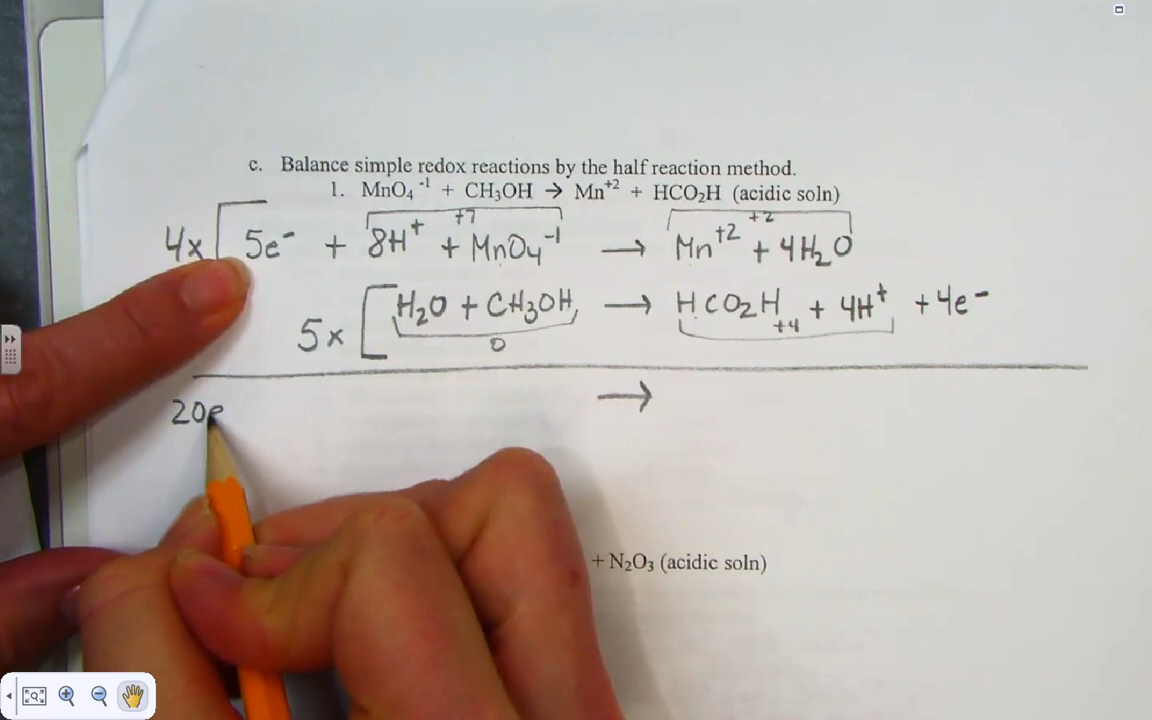 c. Balance simple redox reactions by the half reaction method.
1. MnO₄⁻¹ + CH₃OH → Mn⁺² + HCO₂H (acidic soln)
+7 +2
4x[ 5e⁻ + 8H⁺ + MnO₄⁻¹ → Mn⁺² + 4H₂O
5x[ H₂O + CH₃OH → HCO₂H + 4H⁺ + 4e⁻
0 +4
→
20e
+ N₂O₃ (acidic soln)